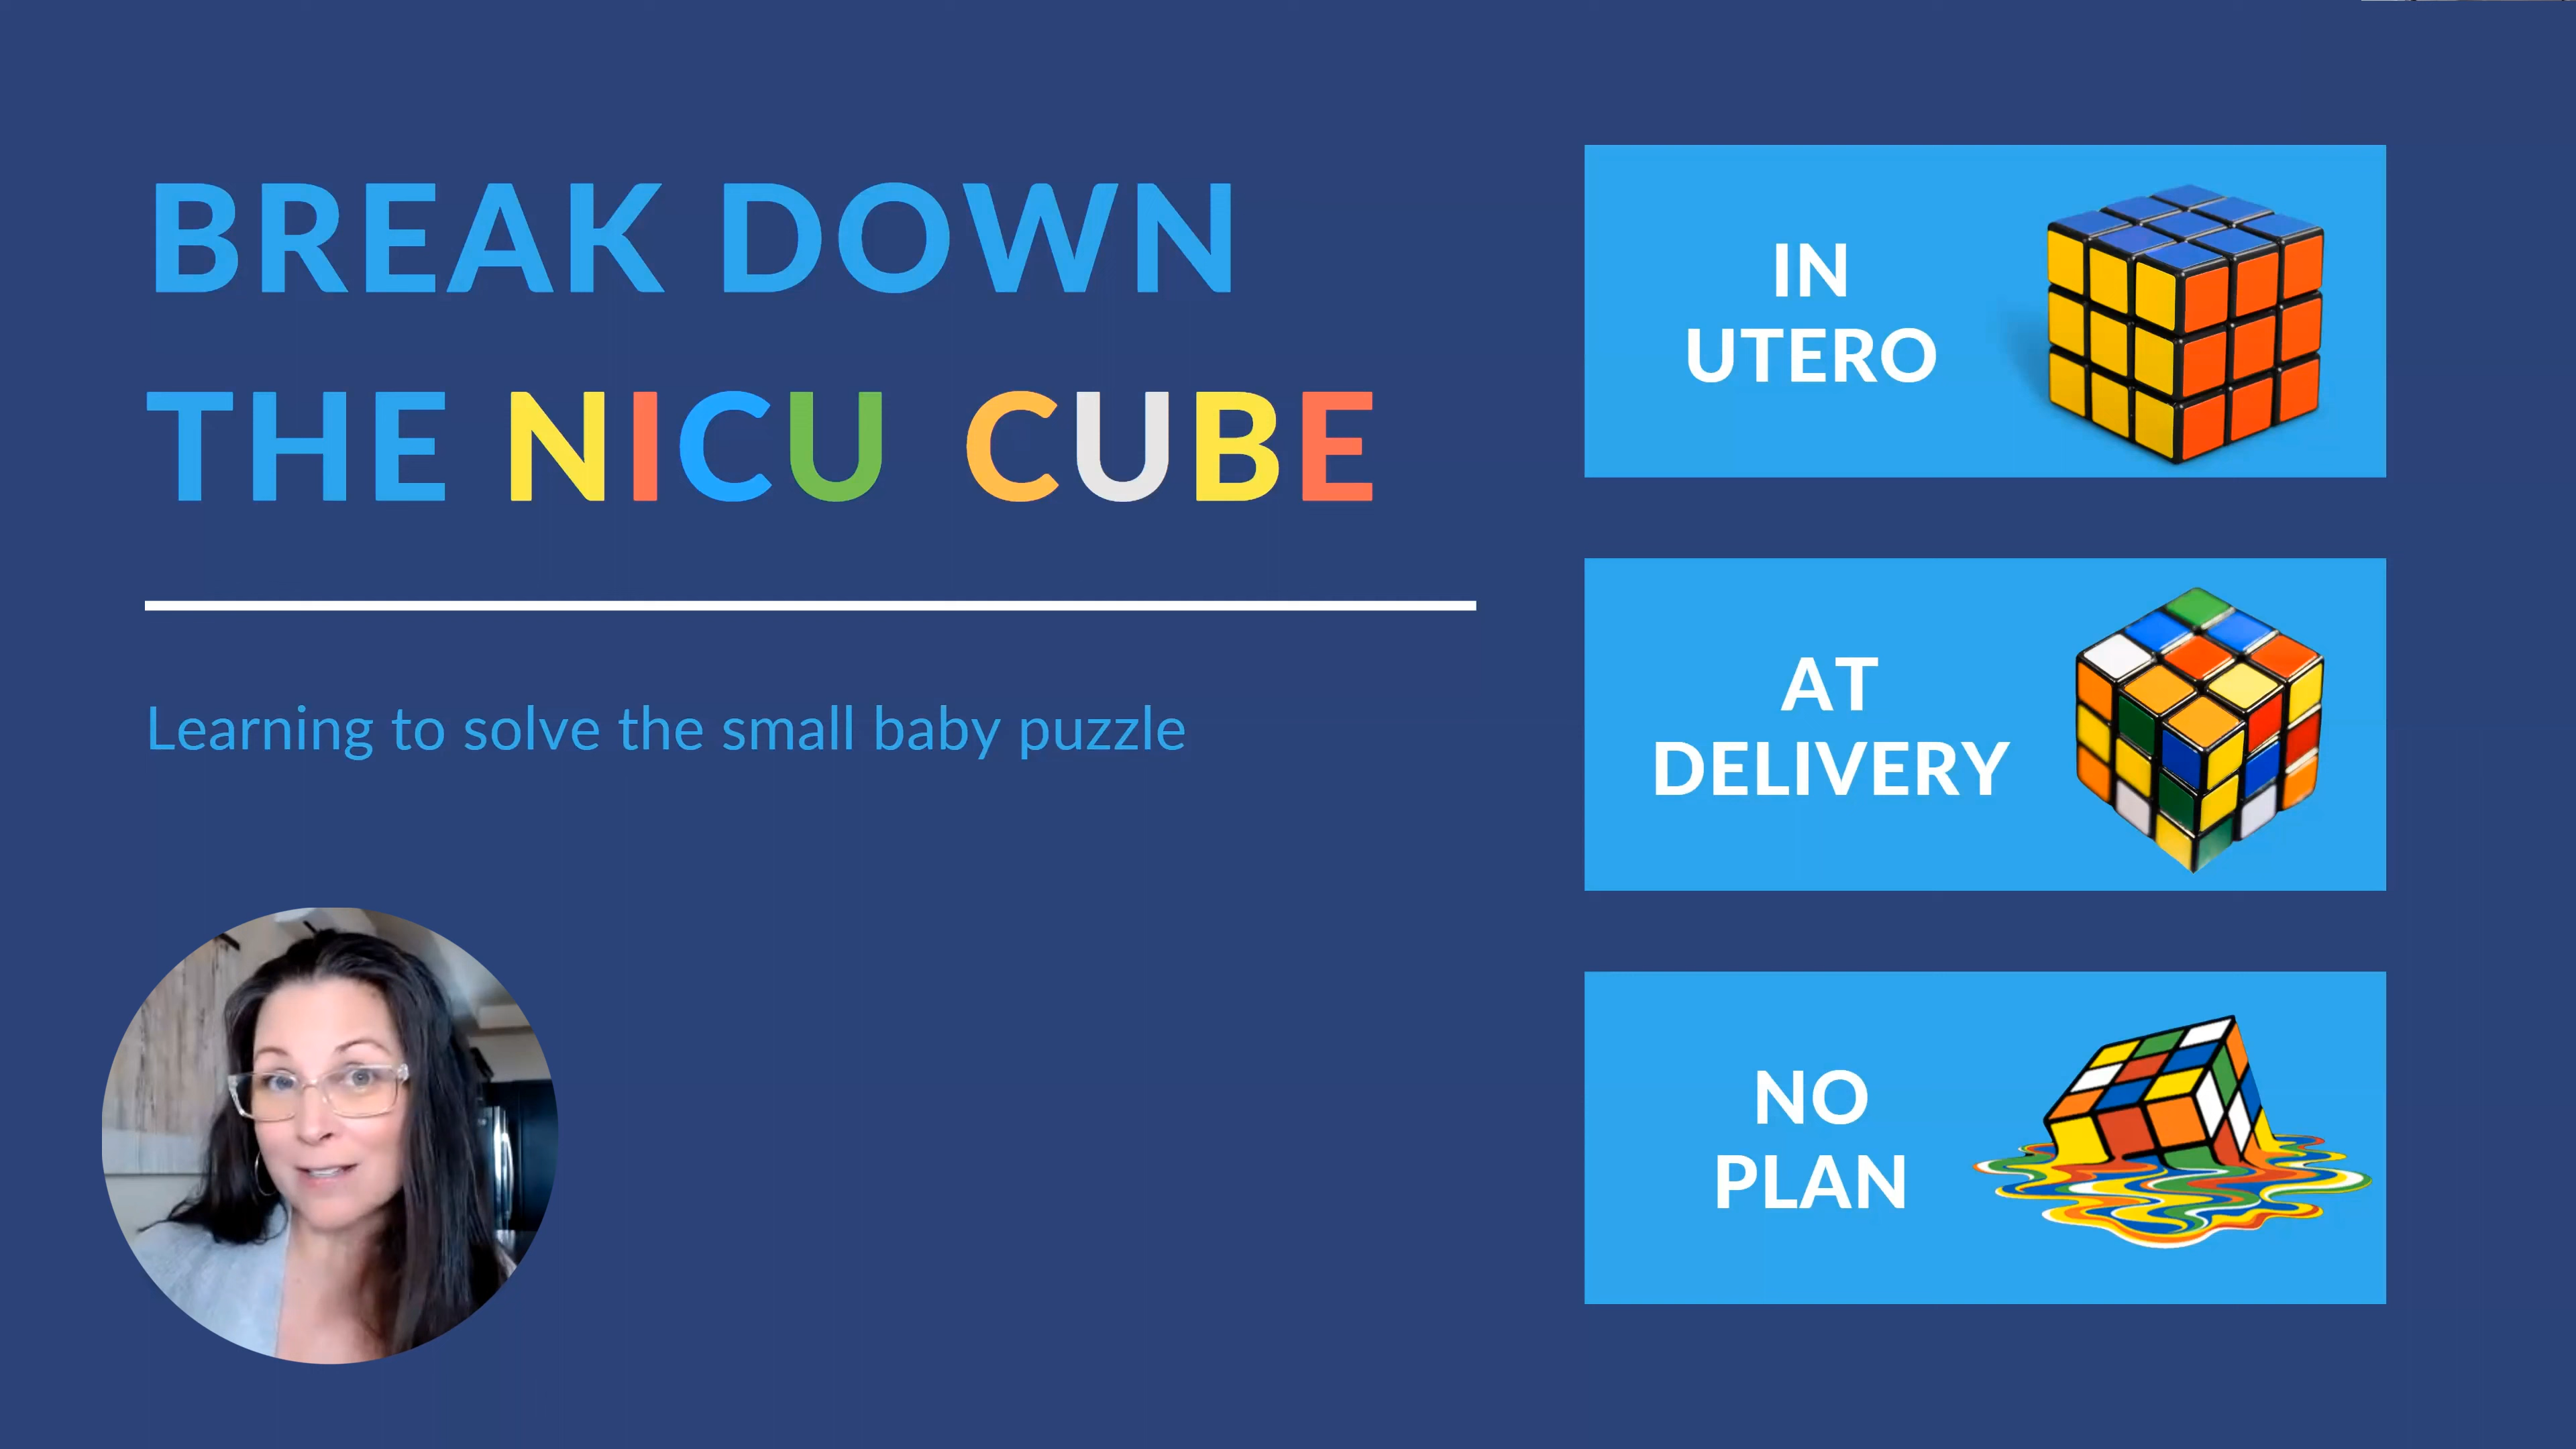 BREAK DOWN
THE NICU CUBE
Learning to solve the small baby puzzle
IN
UTERO
AT
DELIVERY
NO
PLAN